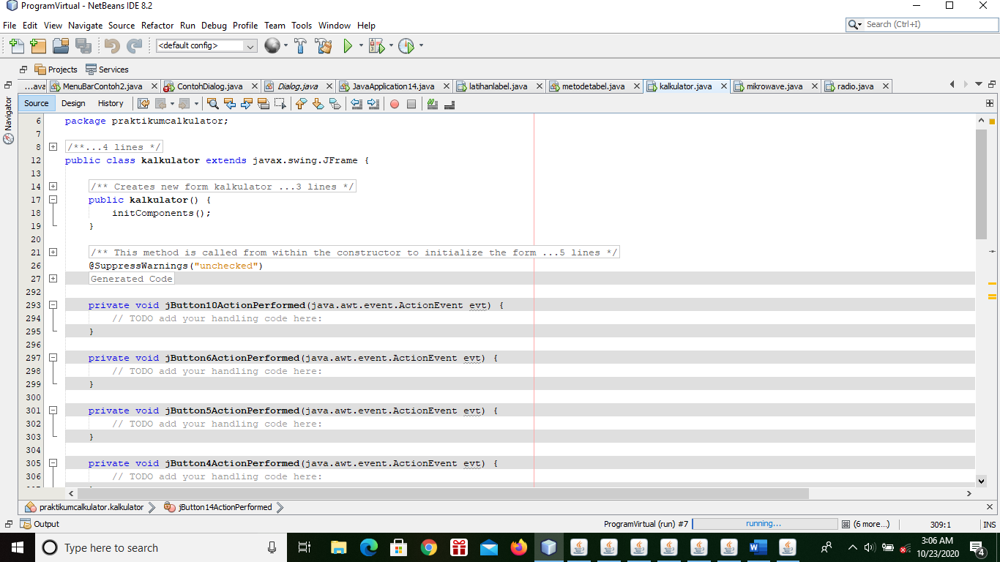 ProgramVirtual - NetBeans IDE 8.2
File Edit View Navigate Source Refactor Run Debug Profile Team Tools Window Help
Search (Ctrl+I)
<default config>
Projects Services
...ava MenuBarContoh2.java ContohDialog.java Dialog.java JavaApplication14.java latihanlabel.java metodetabel.java kalkulator.java mikrowave.java radio.java
Navigator
Source Design History
6 package praktikumcalkulator;
7
8 /**...4 lines */
12 public class kalkulator extends javax.swing.JFrame {
13
14 /** Creates new form kalkulator ...3 lines */
17 public kalkulator() {
18 initComponents();
19 }
20
21 /** This method is called from within the constructor to initialize the form ...5 lines */
26 @SuppressWarnings("unchecked")
27 Generated Code
292
293 private void jButton10ActionPerformed(java.awt.event.ActionEvent evt) {
294 // TODO add your handling code here:
295 }
296
297 private void jButton6ActionPerformed(java.awt.event.ActionEvent evt) {
298 // TODO add your handling code here:
299 }
300
301 private void jButton5ActionPerformed(java.awt.event.ActionEvent evt) {
302 // TODO add your handling code here:
303 }
304
305 private void jButton4ActionPerformed(java.awt.event.ActionEvent evt) {
306 // TODO add your handling code here:
praktikumcalkulator.kalkulator jButton14ActionPerformed
Output ProgramVirtual (run) #7 running... (6 more...) 309:1 INS
Type here to search
3:06 AM
10/23/2020
4